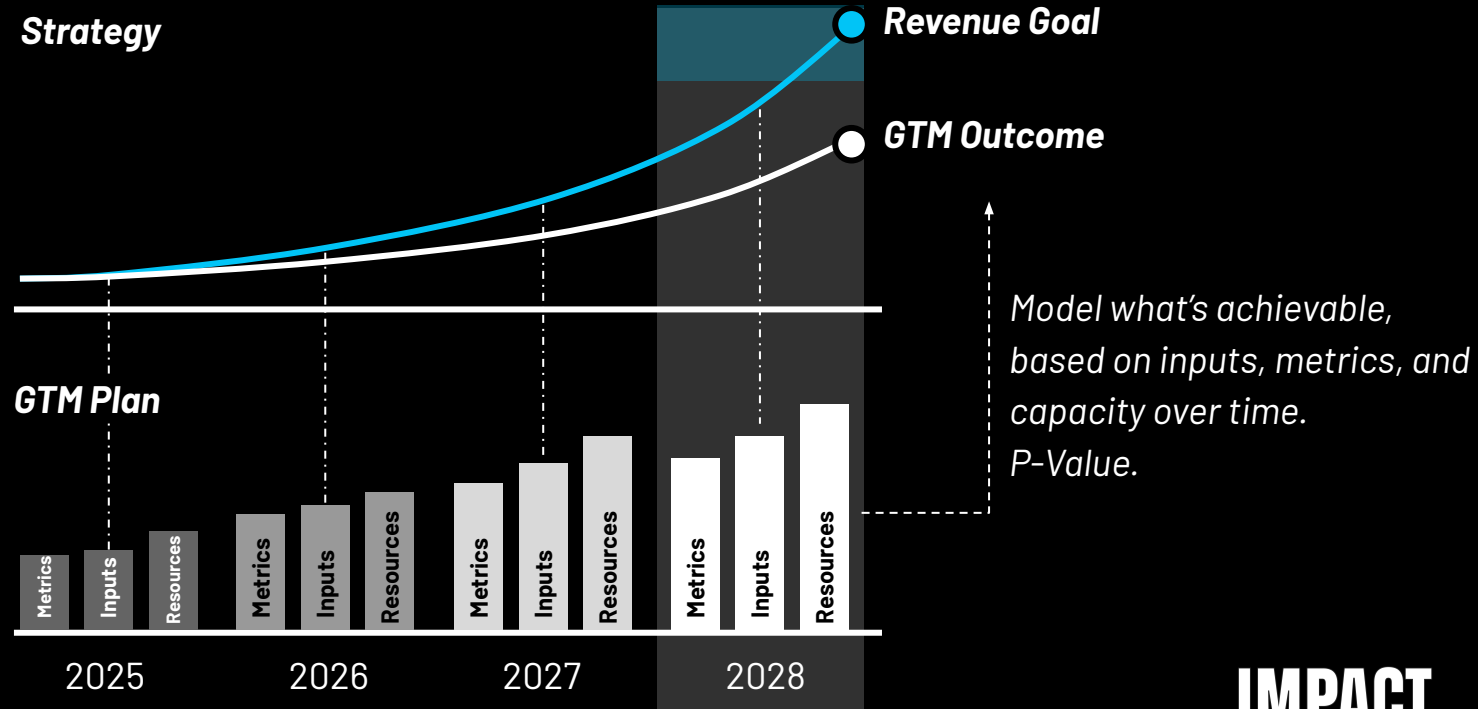 Strategy
Revenue Goal
GTM Outcome
Model what's achievable,
based on inputs, metrics, and
capacity over time.
P-Value.
GTM Plan
Metrics
Inputs
Resources
Metrics
Inputs
Resources
Metrics
Inputs
Resources
Metrics
Inputs
Resources
2025
2026
2027
2028
IMPACT